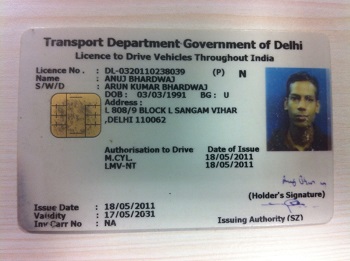 Transport Department Government of Delhi
Licence to Drive Vehicles Throughout India
Licence No. : DL-0320110238039 (P) N
Name : ANUJ BHARDWAJ
S/W/D : ARUN KUMAR BHARDWAJ
DOB : 03/03/1991 BG : U
Address :
L 808/9 BLOCK L SANGAM VIHAR
,DELHI 110062
Authorisation to Drive Date of Issue
M.CYL. 18/05/2011
LMV-NT 18/05/2011
(Holder's Signature)
Issue Date : 18/05/2011
Validity : 17/05/2031
Inv Carr No : NA
Issuing Authority (SZ)